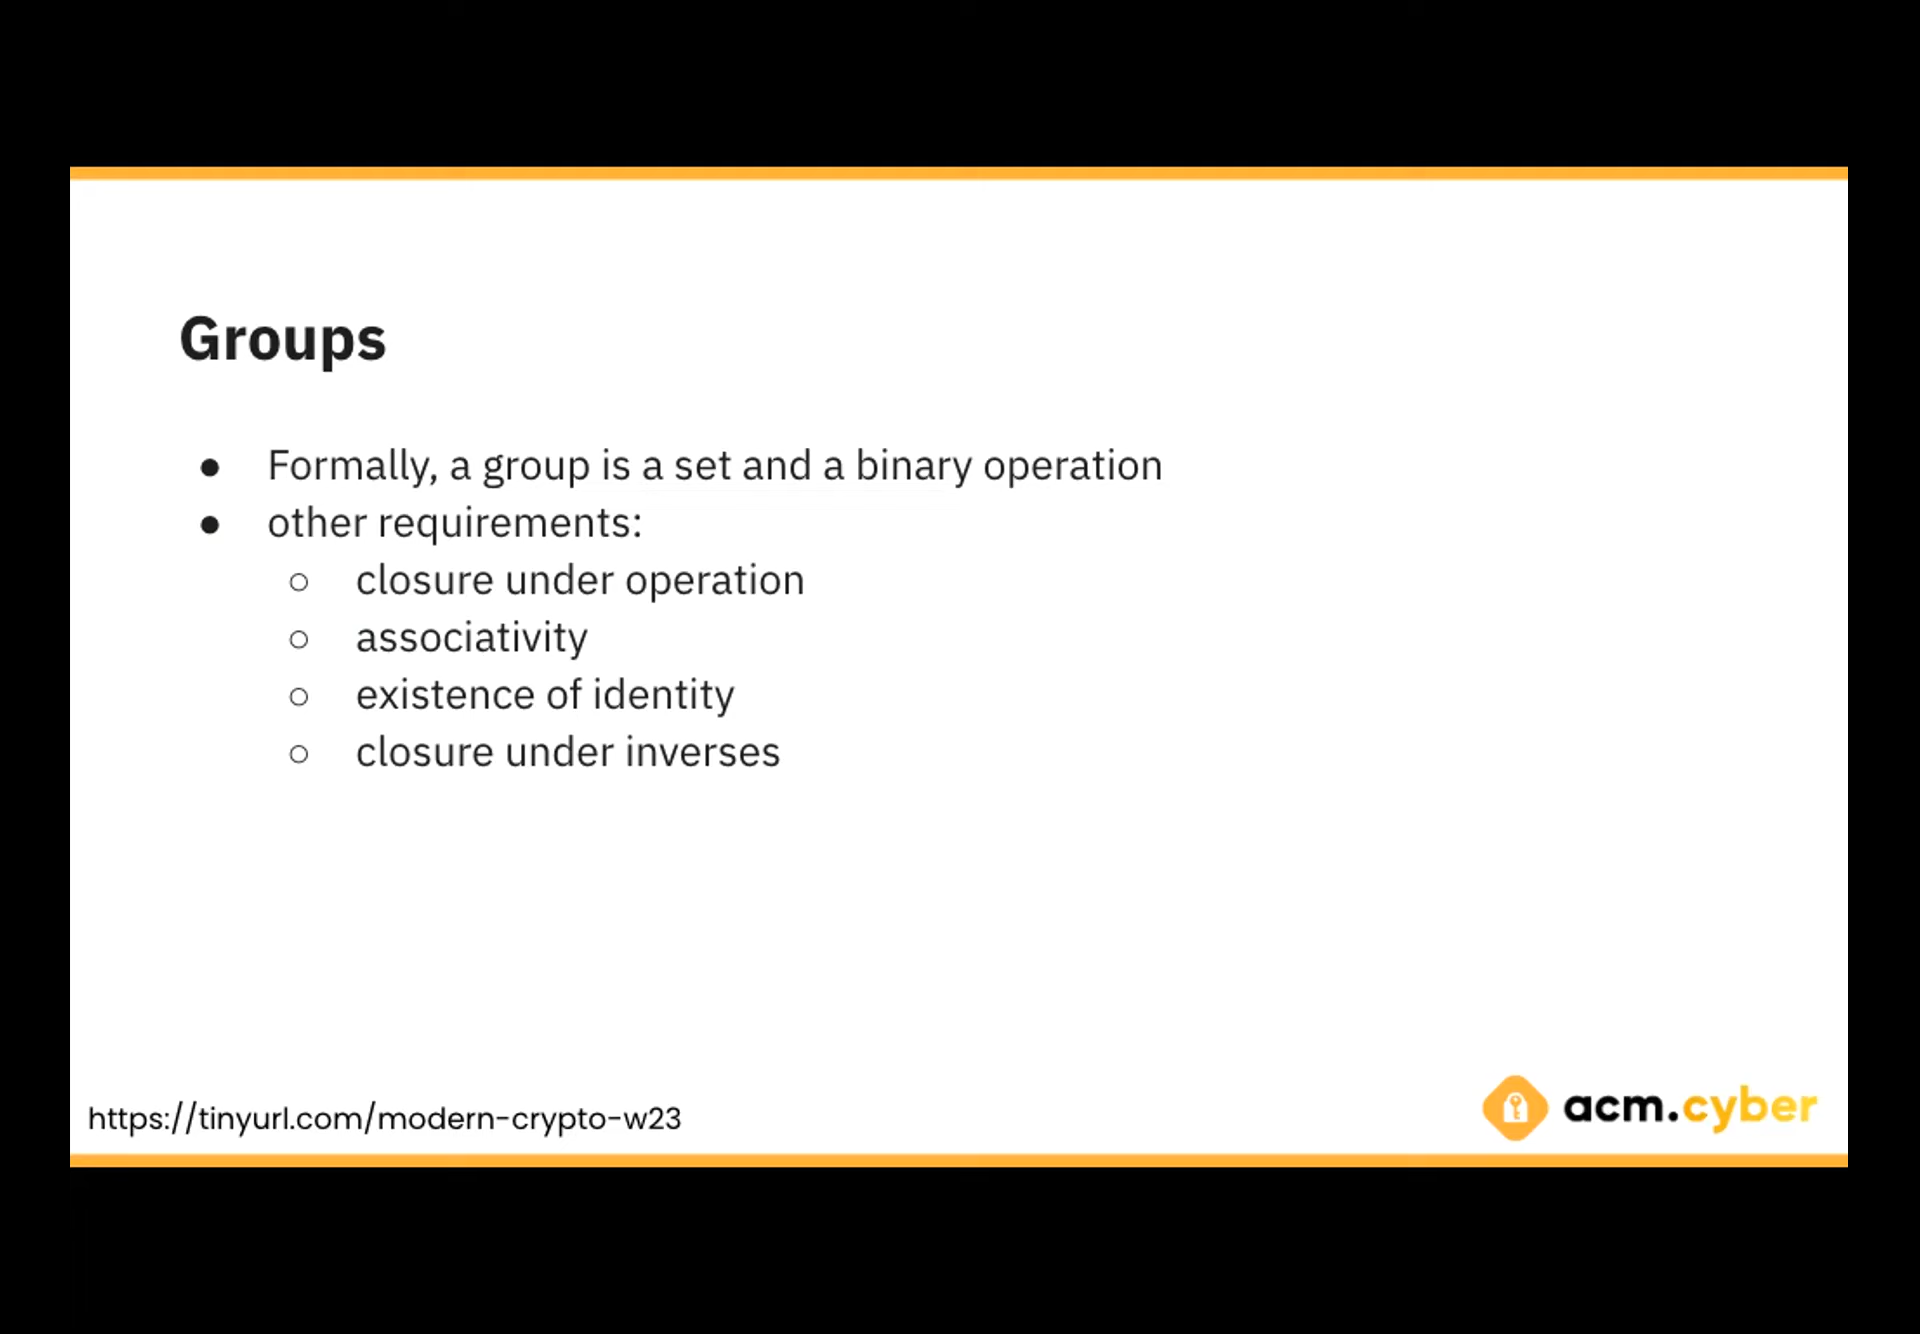 Groups
● Formally, a group is a set and a binary operation
● other requirements:
○ closure under operation
○ associativity
○ existence of identity
○ closure under inverses
https://tinyurl.com/modern-crypto-w23
acm.cyber